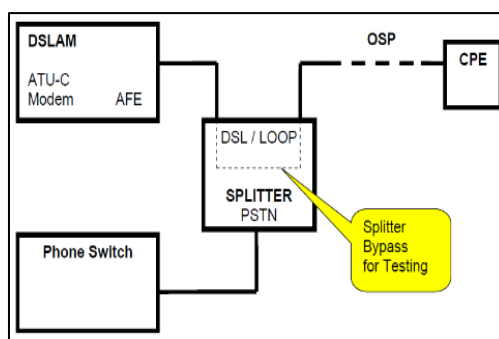 DSLAM
ATU-C
Modem AFE
OSP
CPE
DSL / LOOP
SPLITTER
PSTN
Phone Switch
Splitter
Bypass
for Testing